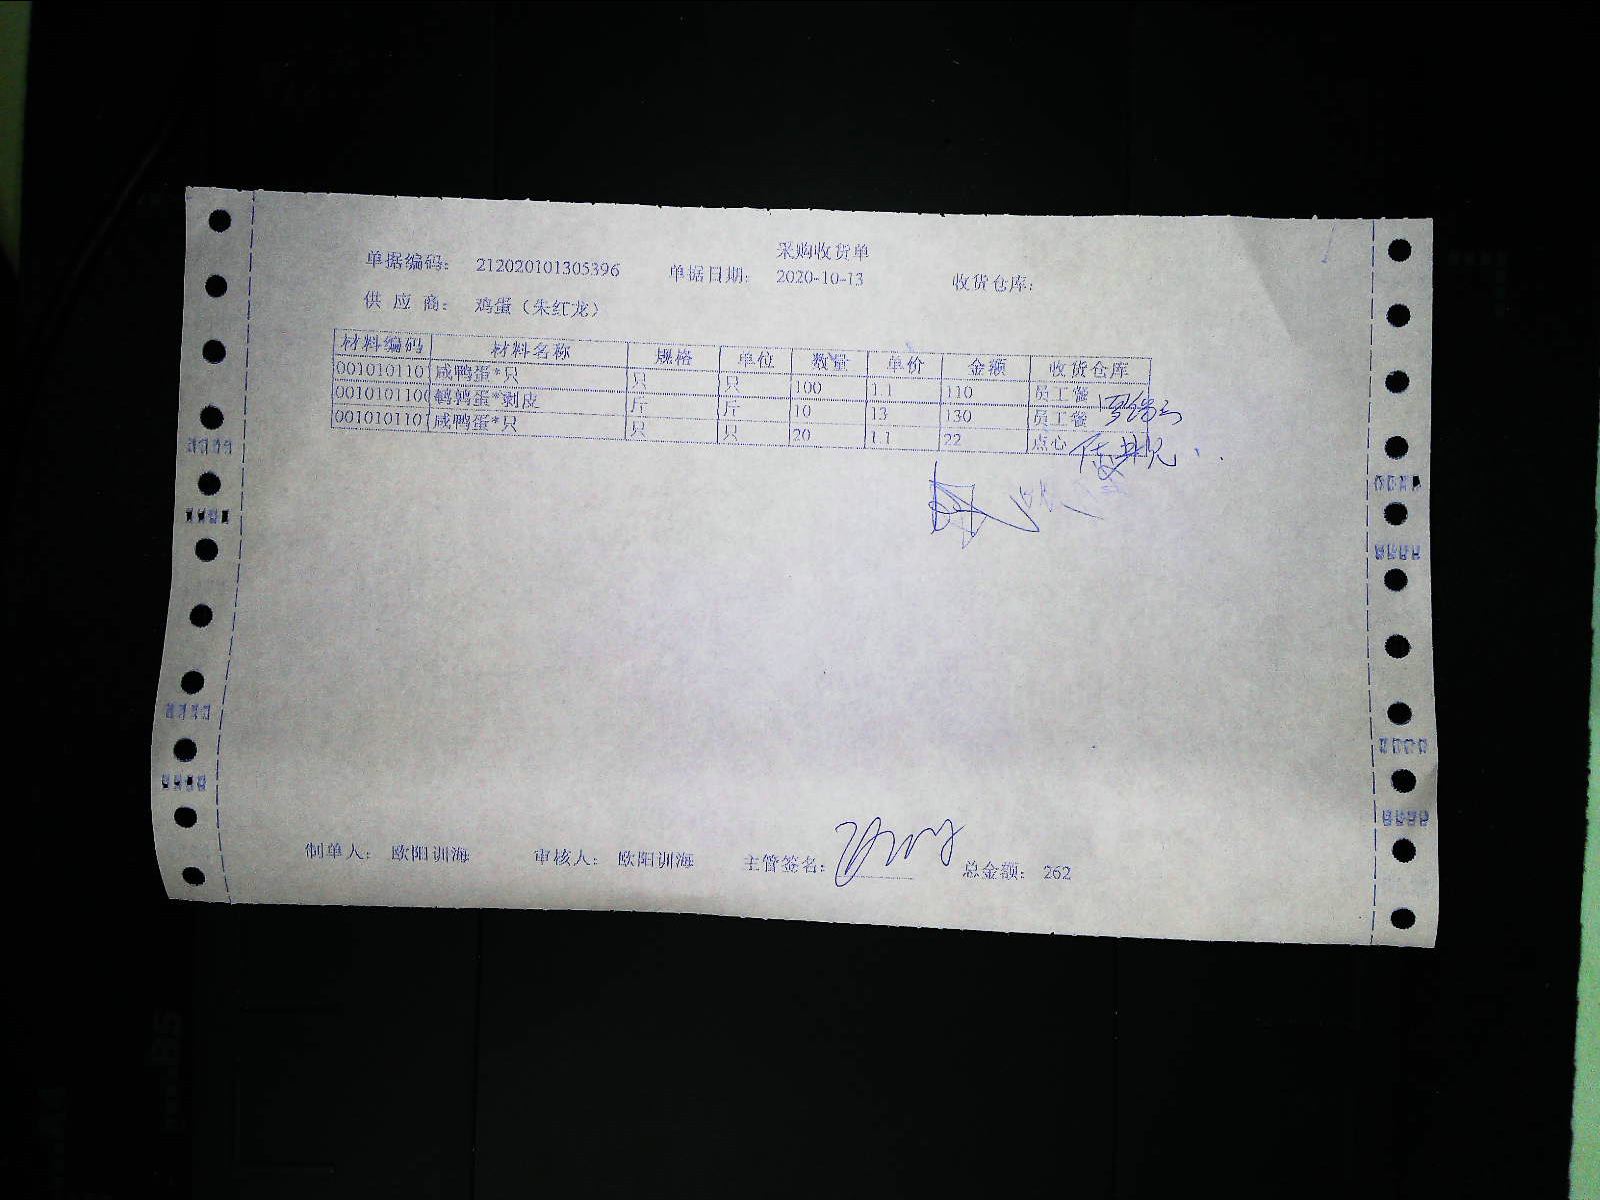 采购收货单
单据编码： 212020101305396 单据日期： 2020-10-13 收货仓库：
供 应 商： 鸡蛋（朱红龙）
材料编码 材料名称 规格 单位 数量 单价 金额 收货仓库
0010101107 咸鸭蛋*只 只 只 100 1.1 110 员工餐
0010101100 鹌鹑蛋*剥皮 斤 斤 10 13 130 员工餐
0010101107 咸鸭蛋*只 只 只 20 1.1 22 点心
制单人： 欧阳训海 审核人： 欧阳训海 主管签名： 总金额： 262